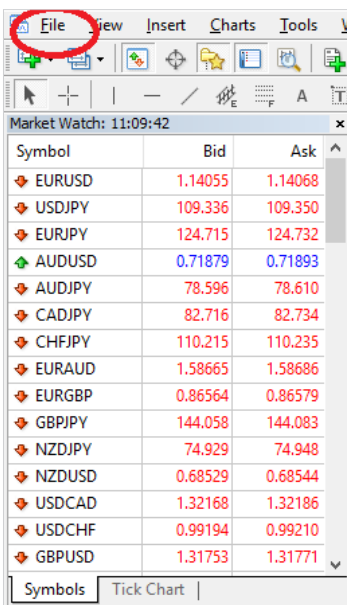 File View Insert Charts Tools
A T
Market Watch: 11:09:42
Symbol Bid Ask
EURUSD 1.14055 1.14068
USDJPY 109.336 109.350
EURJPY 124.715 124.732
AUDUSD 0.71879 0.71893
AUDJPY 78.596 78.610
CADJPY 82.716 82.734
CHFJPY 110.215 110.235
EURAUD 1.58665 1.58686
EURGBP 0.86564 0.86579
GBPJPY 144.058 144.083
NZDJPY 74.929 74.948
NZDUSD 0.68529 0.68544
USDCAD 1.32168 1.32186
USDCHF 0.99194 0.99210
GBPUSD 1.31753 1.31771
Symbols Tick Chart